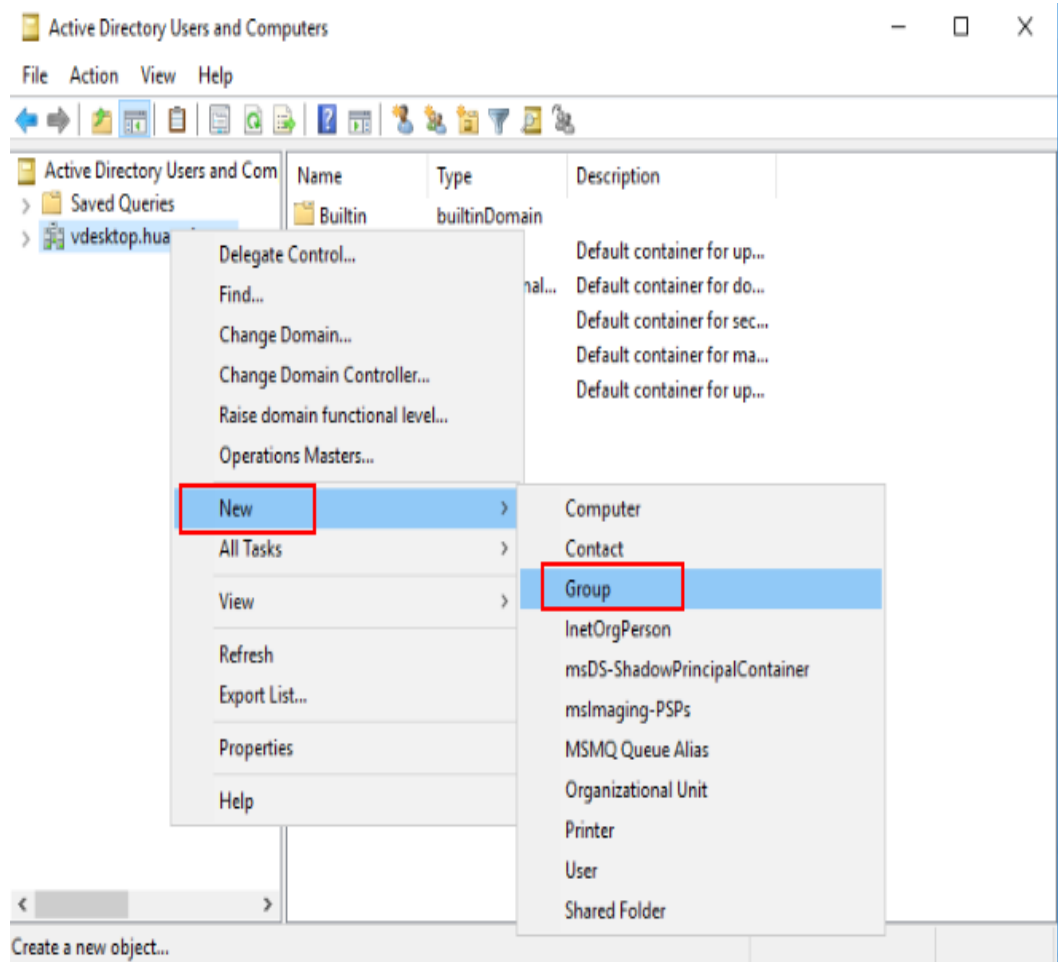 Active Directory Users and Computers
File Action View Help
Active Directory Users and Com
Saved Queries
vdesktop.hua
Name Type Description
Builtin builtinDomain
Default container for up...
nal... Default container for do...
Default container for sec...
Default container for ma...
Default container for up...
Delegate Control...
Find...
Change Domain...
Change Domain Controller...
Raise domain functional level...
Operations Masters...
New
All Tasks
View
Refresh
Export List...
Properties
Help
Computer
Contact
Group
InetOrgPerson
msDS-ShadowPrincipalContainer
msImaging-PSPs
MSMQ Queue Alias
Organizational Unit
Printer
User
Shared Folder
Create a new object...